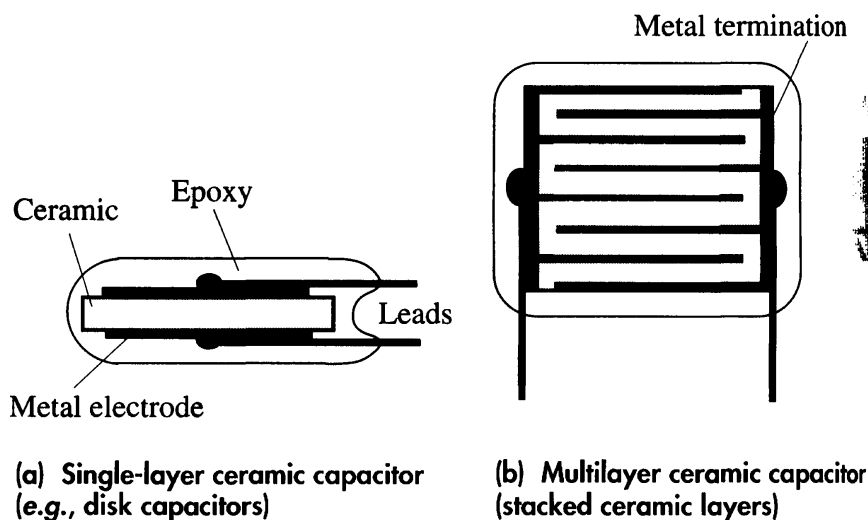 Metal termination
Epoxy
Ceramic
Leads
Metal electrode
(a) Single-layer ceramic capacitor
(e.g., disk capacitors)
(b) Multilayer ceramic capacitor
(stacked ceramic layers)